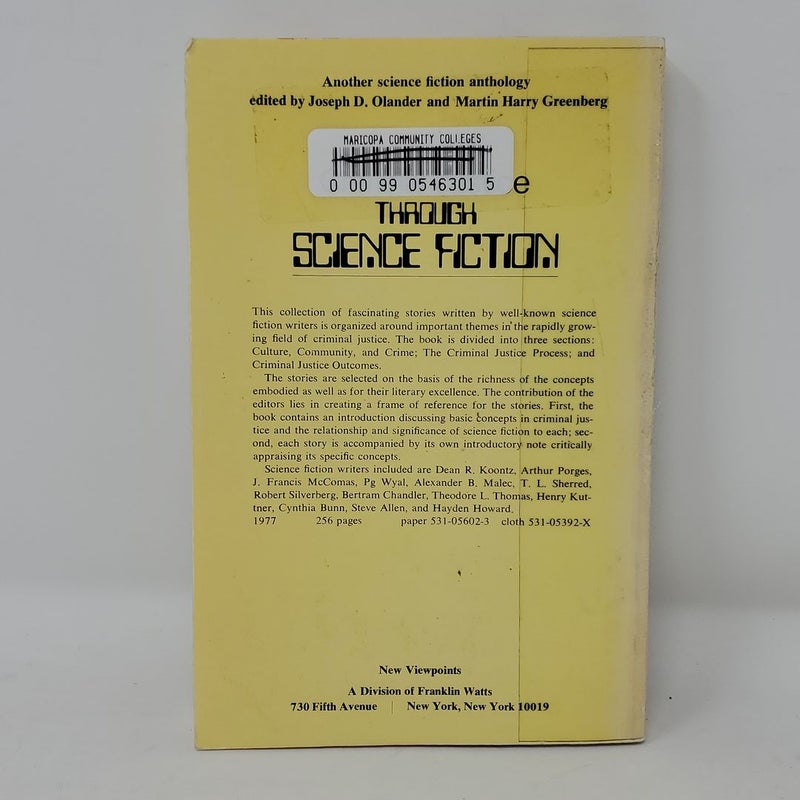 Another science fiction anthology
edited by Joseph D. Olander and Martin Harry Greenberg
MARICOPA COMMUNITY COLLEGES
0 00 99 0546301 5
e
THROUGH
SCIENCE FICTION
This collection of fascinating stories written by well-known science
fiction writers is organized around important themes in the rapidly grow-
ing field of criminal justice. The book is divided into three sections:
Culture, Community, and Crime; The Criminal Justice Process; and
Criminal Justice Outcomes.
The stories are selected on the basis of the richness of the concepts
embodied as well as for their literary excellence. The contribution of the
editors lies in creating a frame of reference for the stories. First, the
book contains an introduction discussing basic concepts in criminal jus-
tice and the relationship and significance of science fiction to each; sec-
ond, each story is accompanied by its own introductory note critically
appraising its specific concepts.
Science fiction writers included are Dean R. Koontz, Arthur Porges,
J. Francis McComas, Pg Wyal, Alexander B. Malec, T. L. Sherred,
Robert Silverberg, Bertram Chandler, Theodore L. Thomas, Henry Kut-
tner, Cynthia Bunn, Steve Allen, and Hayden Howard.
1977 256 pages paper 531-05602-3 cloth 531-05392-X
New Viewpoints
A Division of Franklin Watts
730 Fifth Avenue | New York, New York 10019